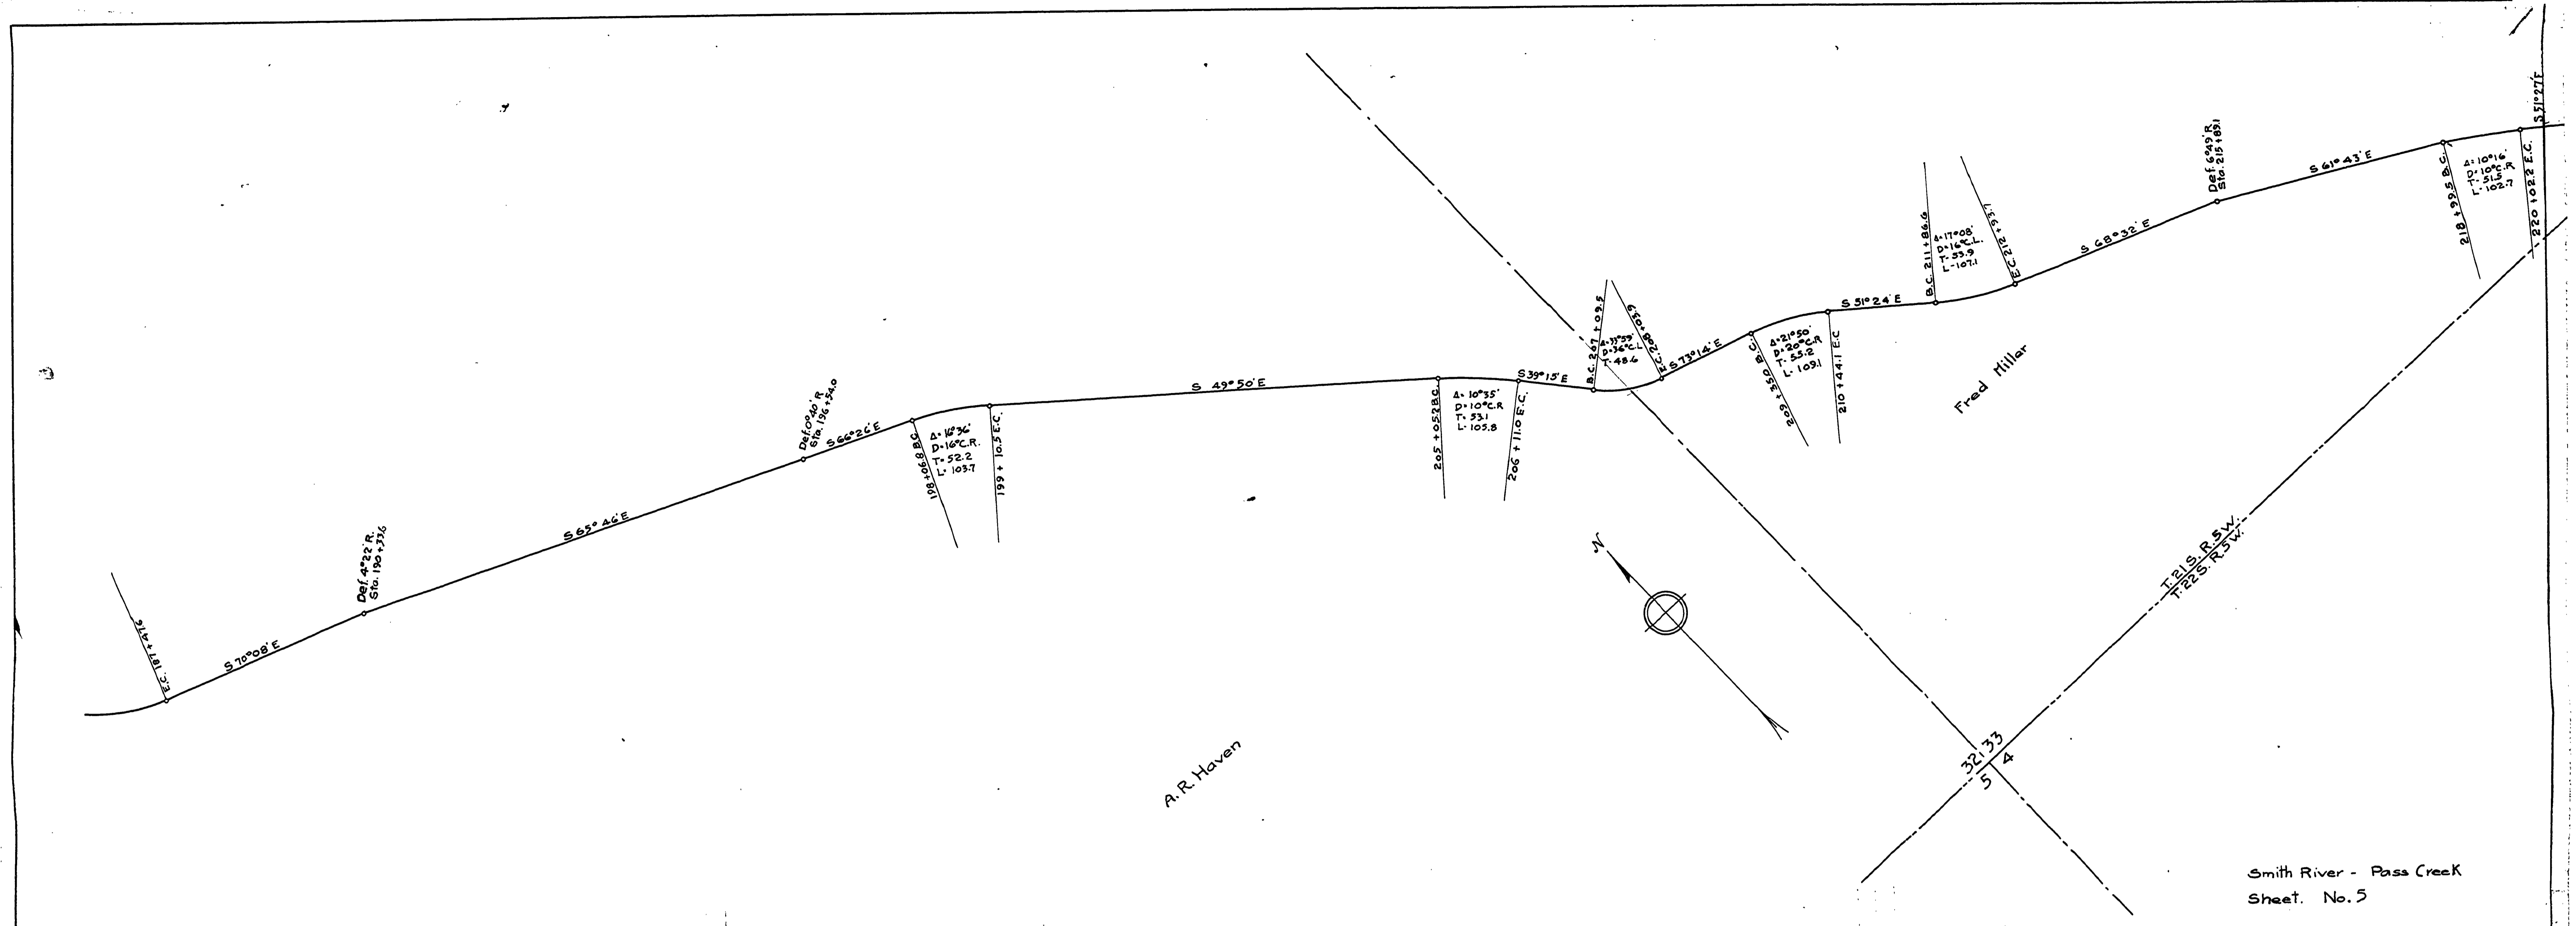 E.C. 187 + 47.6
S 70°08' E
Def. 4°22' R.
Sta. 190 + 33.6
S 65° 46' E
Def. 0°40' R
Sta. 196 + 54.0
S 66°26' E
198 + 06.8 B.C.
Δ= 16°36'
D= 16°C.R.
T= 52.2
L- 103.7
199 + 10.5 E.C.
S 49° 50' E
205 + 05.2 B.C.
Δ= 10°35'
D= 10°C.R
T= 53.1
L- 105.8
206 + 11.0 E.C.
S 39° 15' E
B.C. 207 + 09.5
Δ=33°59'
D=36°C.L
T- 48.6
E.C. 208 + 03.9
S 73°14' E
209 + 35.0 B.C.
Δ=21°50'
D=20°C.R
T- 55.2
L- 109.1
210 + 44.1 E.C
S 51° 24' E
B.C. 211 + 86.6
Δ=17°08'
D=16°C.L.
T- 53.9
L-107.1
E.C. 212 + 93.7
S 68° 32' E
Def. 6°49' R
Sta. 215 + 89.1
S 61° 43' E
218 + 99.5 B.C.
Δ= 10°16'
D= 10°C.R
T- 51.5
L- 102.7
220 + 02.2 E.C.
S 51°27' E
Fred Miller
A. R. Haven
N
T. 21 S. R. 5 W.
T. 22 S. R. 5 W.
32 33
5 4
Smith River - Pass Creek
Sheet. No. 5